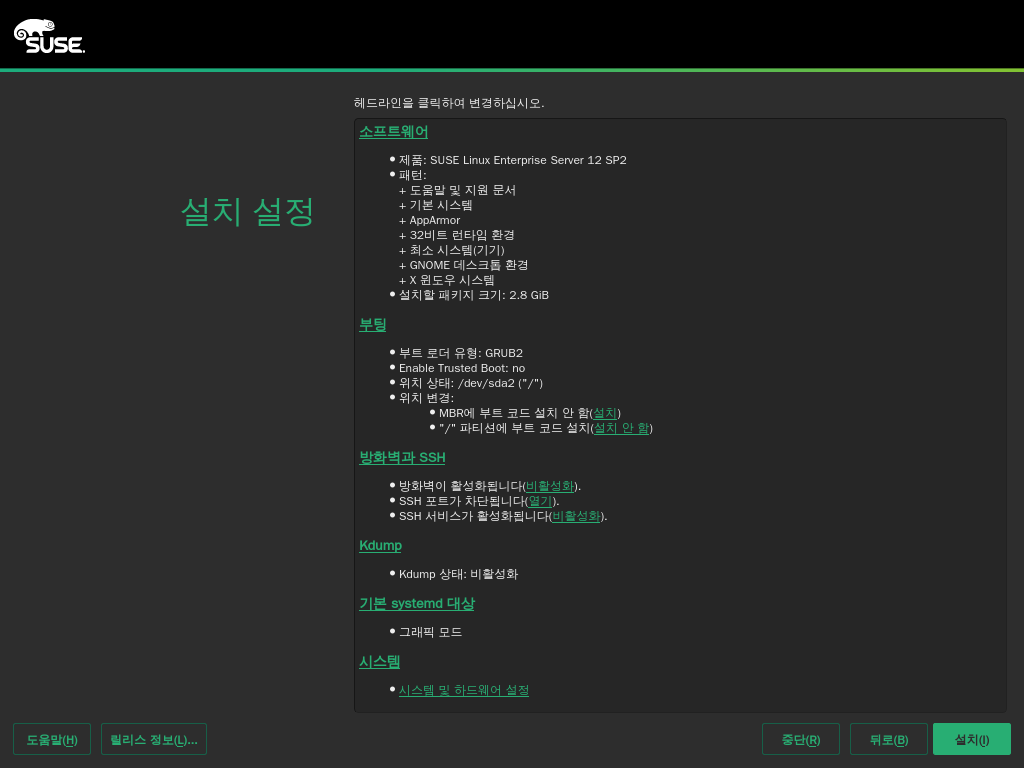 SUSE
헤드라인을 클릭하여 변경하십시오.
설치 설정
소프트웨어
제품: SUSE Linux Enterprise Server 12 SP2
패턴:
+ 도움말 및 지원 문서
+ 기본 시스템
+ AppArmor
+ 32비트 런타임 환경
+ 최소 시스템(기기)
+ GNOME 데스크톱 환경
+ X 윈도우 시스템
설치할 패키지 크기: 2.8 GiB
부팅
부트 로더 유형: GRUB2
Enable Trusted Boot: no
위치 상태: /dev/sda2 ("/")
위치 변경:
MBR에 부트 코드 설치 안 함(설치)
"/" 파티션에 부트 코드 설치(설치 안 함)
방화벽과 SSH
방화벽이 활성화됩니다(비활성화).
SSH 포트가 차단됩니다(열기).
SSH 서비스가 활성화됩니다(비활성화).
Kdump
Kdump 상태: 비활성화
기본 systemd 대상
그래픽 모드
시스템
시스템 및 하드웨어 설정
도움말(H) 릴리스 정보(L)... 중단(R) 뒤로(B) 설치(I)